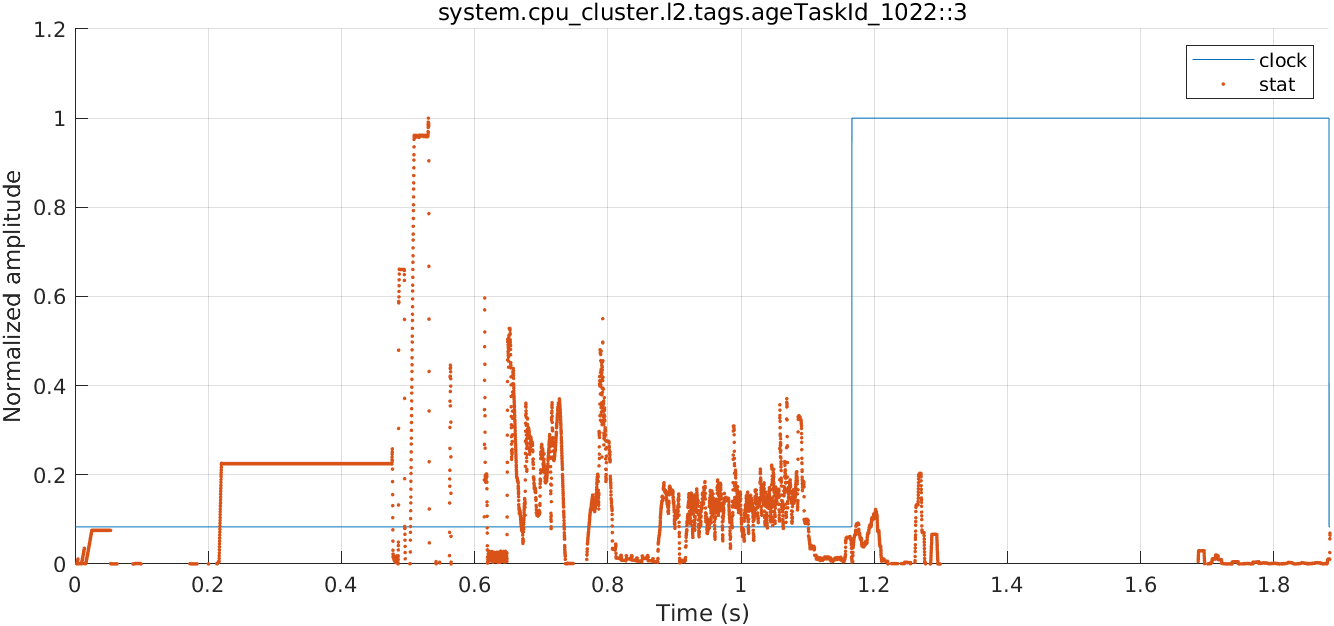 system.cpu_cluster.l2.tags.ageTaskId_1022::3
clock
stat
Normalized amplitude
1.2
1
0.8
0.6
0.4
0.2
0
0 0.2 0.4 0.6 0.8 1 1.2 1.4 1.6 1.8
Time (s)